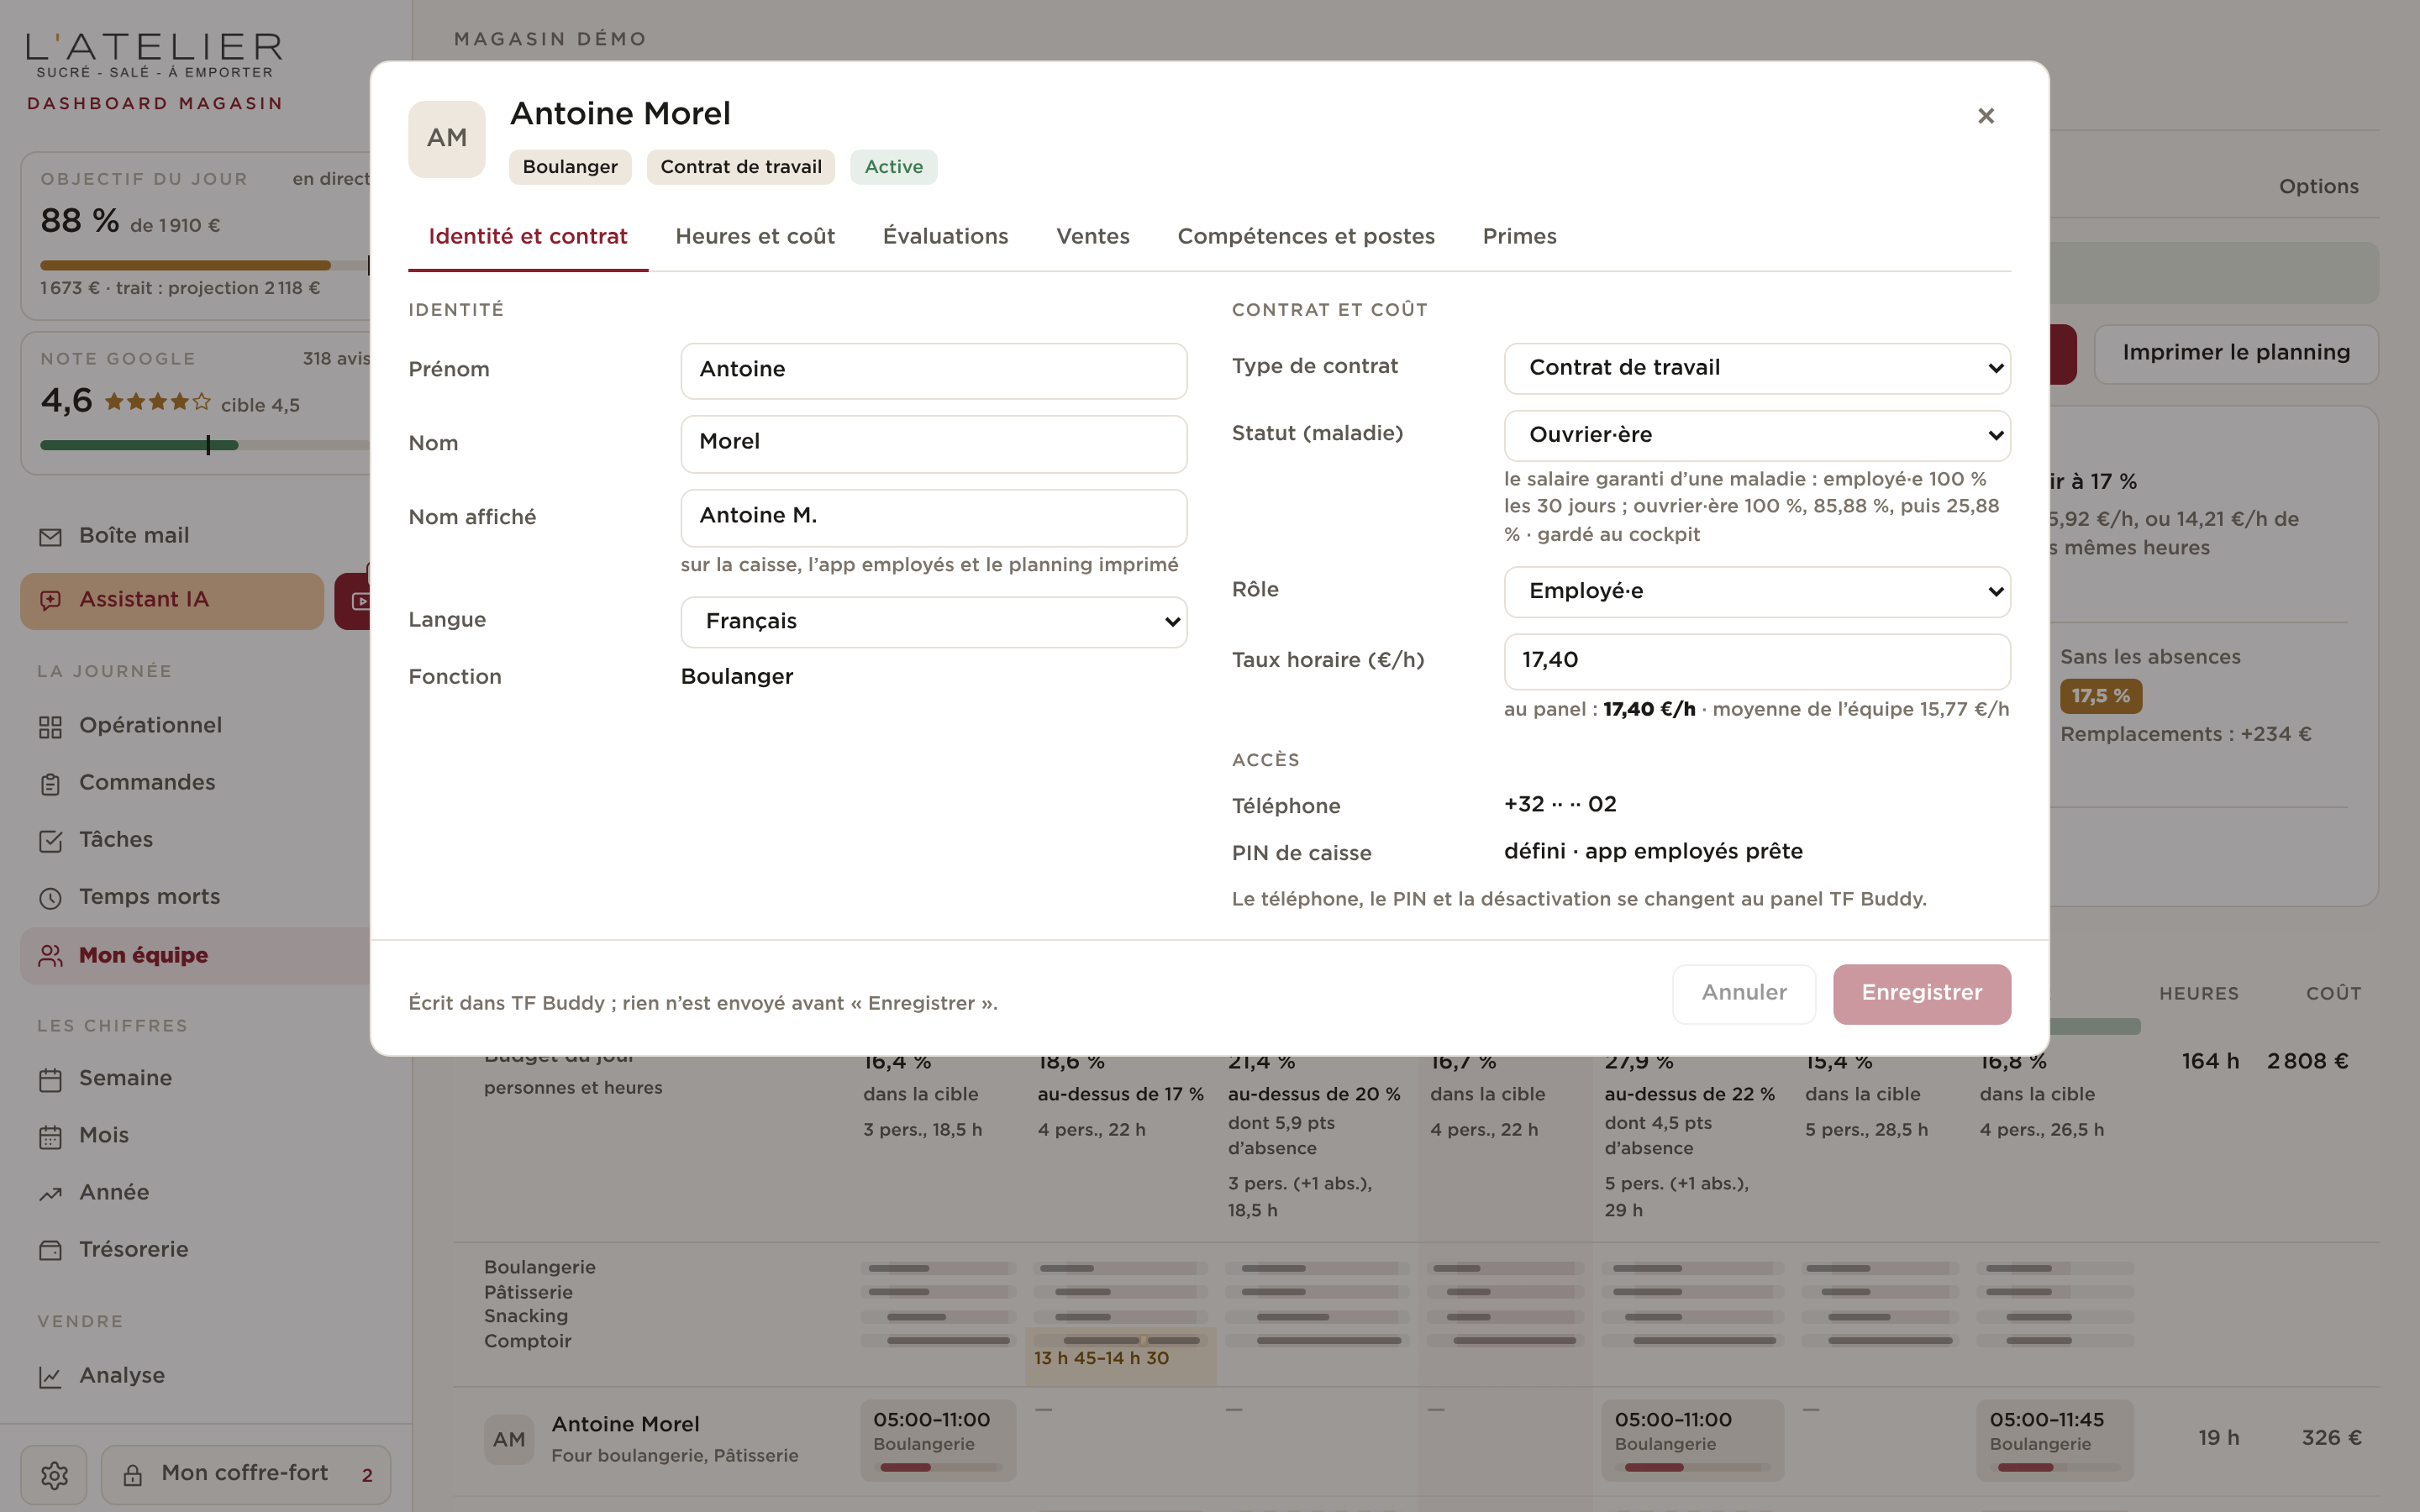 L'ATELIER
SUCRÉ - SALÉ - À EMPORTER
DASHBOARD MAGASIN
OBJECTIF DU JOUR
en direct
88 % de 1 910 €
1 673 € · trait : projection 2 118 €
NOTE GOOGLE
318 avis
4,6 cible 4,5
Boîte mail
Assistant IA
LA JOURNÉE
Opérationnel
Commandes
Tâches
Temps morts
Mon équipe
LES CHIFFRES
Semaine
Mois
Année
Trésorerie
VENDRE
Analyse
Mon coffre-fort 2
MAGASIN DÉMO
Options
Imprimer le planning
AM
Antoine Morel
×
Boulanger
Contrat de travail
Active
Identité et contrat
Heures et coût
Évaluations
Ventes
Compétences et postes
Primes
IDENTITÉ
Prénom
Antoine
Nom
Morel
Nom affiché
Antoine M.
sur la caisse, l’app employés et le planning imprimé
Langue
Français
Fonction
Boulanger
CONTRAT ET COÛT
Type de contrat
Contrat de travail
Statut (maladie)
Ouvrier·ère
le salaire garanti d’une maladie : employé·e 100 %
les 30 jours ; ouvrier·ère 100 %, 85,88 %, puis 25,88
% · gardé au cockpit
Rôle
Employé·e
Taux horaire (€/h)
17,40
au panel : 17,40 €/h · moyenne de l’équipe 15,77 €/h
ACCÈS
Téléphone
+32 ·· ·· 02
PIN de caisse
défini · app employés prête
Le téléphone, le PIN et la désactivation se changent au panel TF Buddy.
Écrit dans TF Buddy ; rien n’est envoyé avant « Enregistrer ».
Annuler
Enregistrer
à 17 %
5,92 €/h, ou 14,21 €/h de
mêmes heures
Sans les absences
17,5 %
Remplacements : +234 €
HEURES
COÛT
Budget du jour
personnes et heures
16,4 %
dans la cible
3 pers., 18,5 h
18,6 %
au-dessus de 17 %
4 pers., 22 h
21,4 %
au-dessus de 20 %
dont 5,9 pts
d’absence
3 pers. (+1 abs.),
18,5 h
16,7 %
dans la cible
4 pers., 22 h
27,9 %
au-dessus de 22 %
dont 4,5 pts
d’absence
5 pers. (+1 abs.),
29 h
15,4 %
dans la cible
5 pers., 28,5 h
16,8 %
dans la cible
4 pers., 26,5 h
164 h
2 808 €
Boulangerie
Pâtisserie
Snacking
Comptoir
13 h 45–14 h 30
AM
Antoine Morel
Four boulangerie, Pâtisserie
05:00–11:00
Boulangerie
—
—
—
05:00–11:00
Boulangerie
—
05:00–11:45
Boulangerie
19 h
326 €